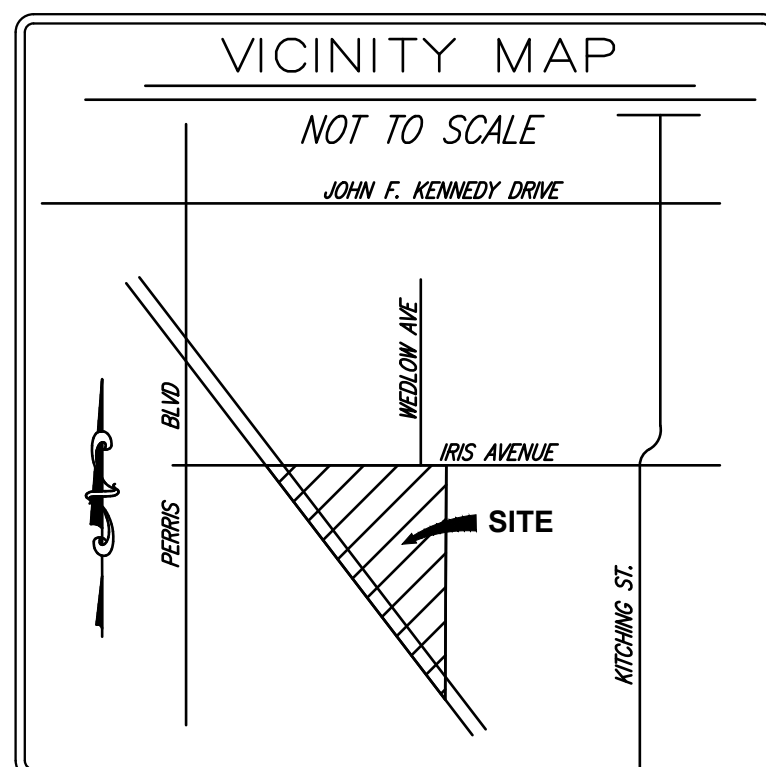 VICINITY MAP
NOT TO SCALE
JOHN F. KENNEDY DRIVE
WEDLOW AVE
BLVD
IRIS AVENUE
PERRIS
SITE
KITCHING ST.